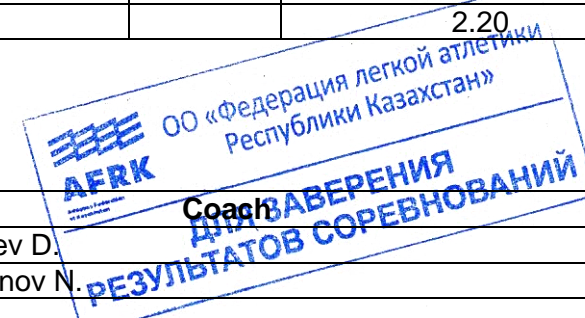 2.20
ОО «Федерация легкой атлетики
Республики Казахстан»
AFRK
ДЛЯ ЗАВЕРЕНИЯ
РЕЗУЛЬТАТОВ СОРЕВНОВАНИЙ
Coach
ev D.
nov N.